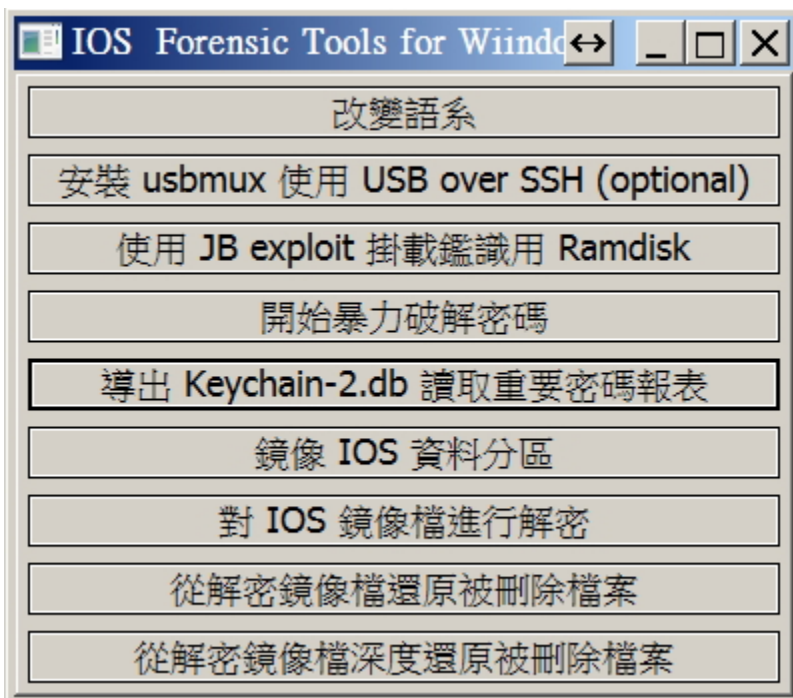 IOS Forensic Tools for Wiindo
改變語系
安裝 usbmux 使用 USB over SSH (optional)
使用 JB exploit 掛載鑑識用 Ramdisk
開始暴力破解密碼
導出 Keychain-2.db 讀取重要密碼報表
鏡像 IOS 資料分區
對 IOS 鏡像檔進行解密
從解密鏡像檔還原被刪除檔案
從解密鏡像檔深度還原被刪除檔案